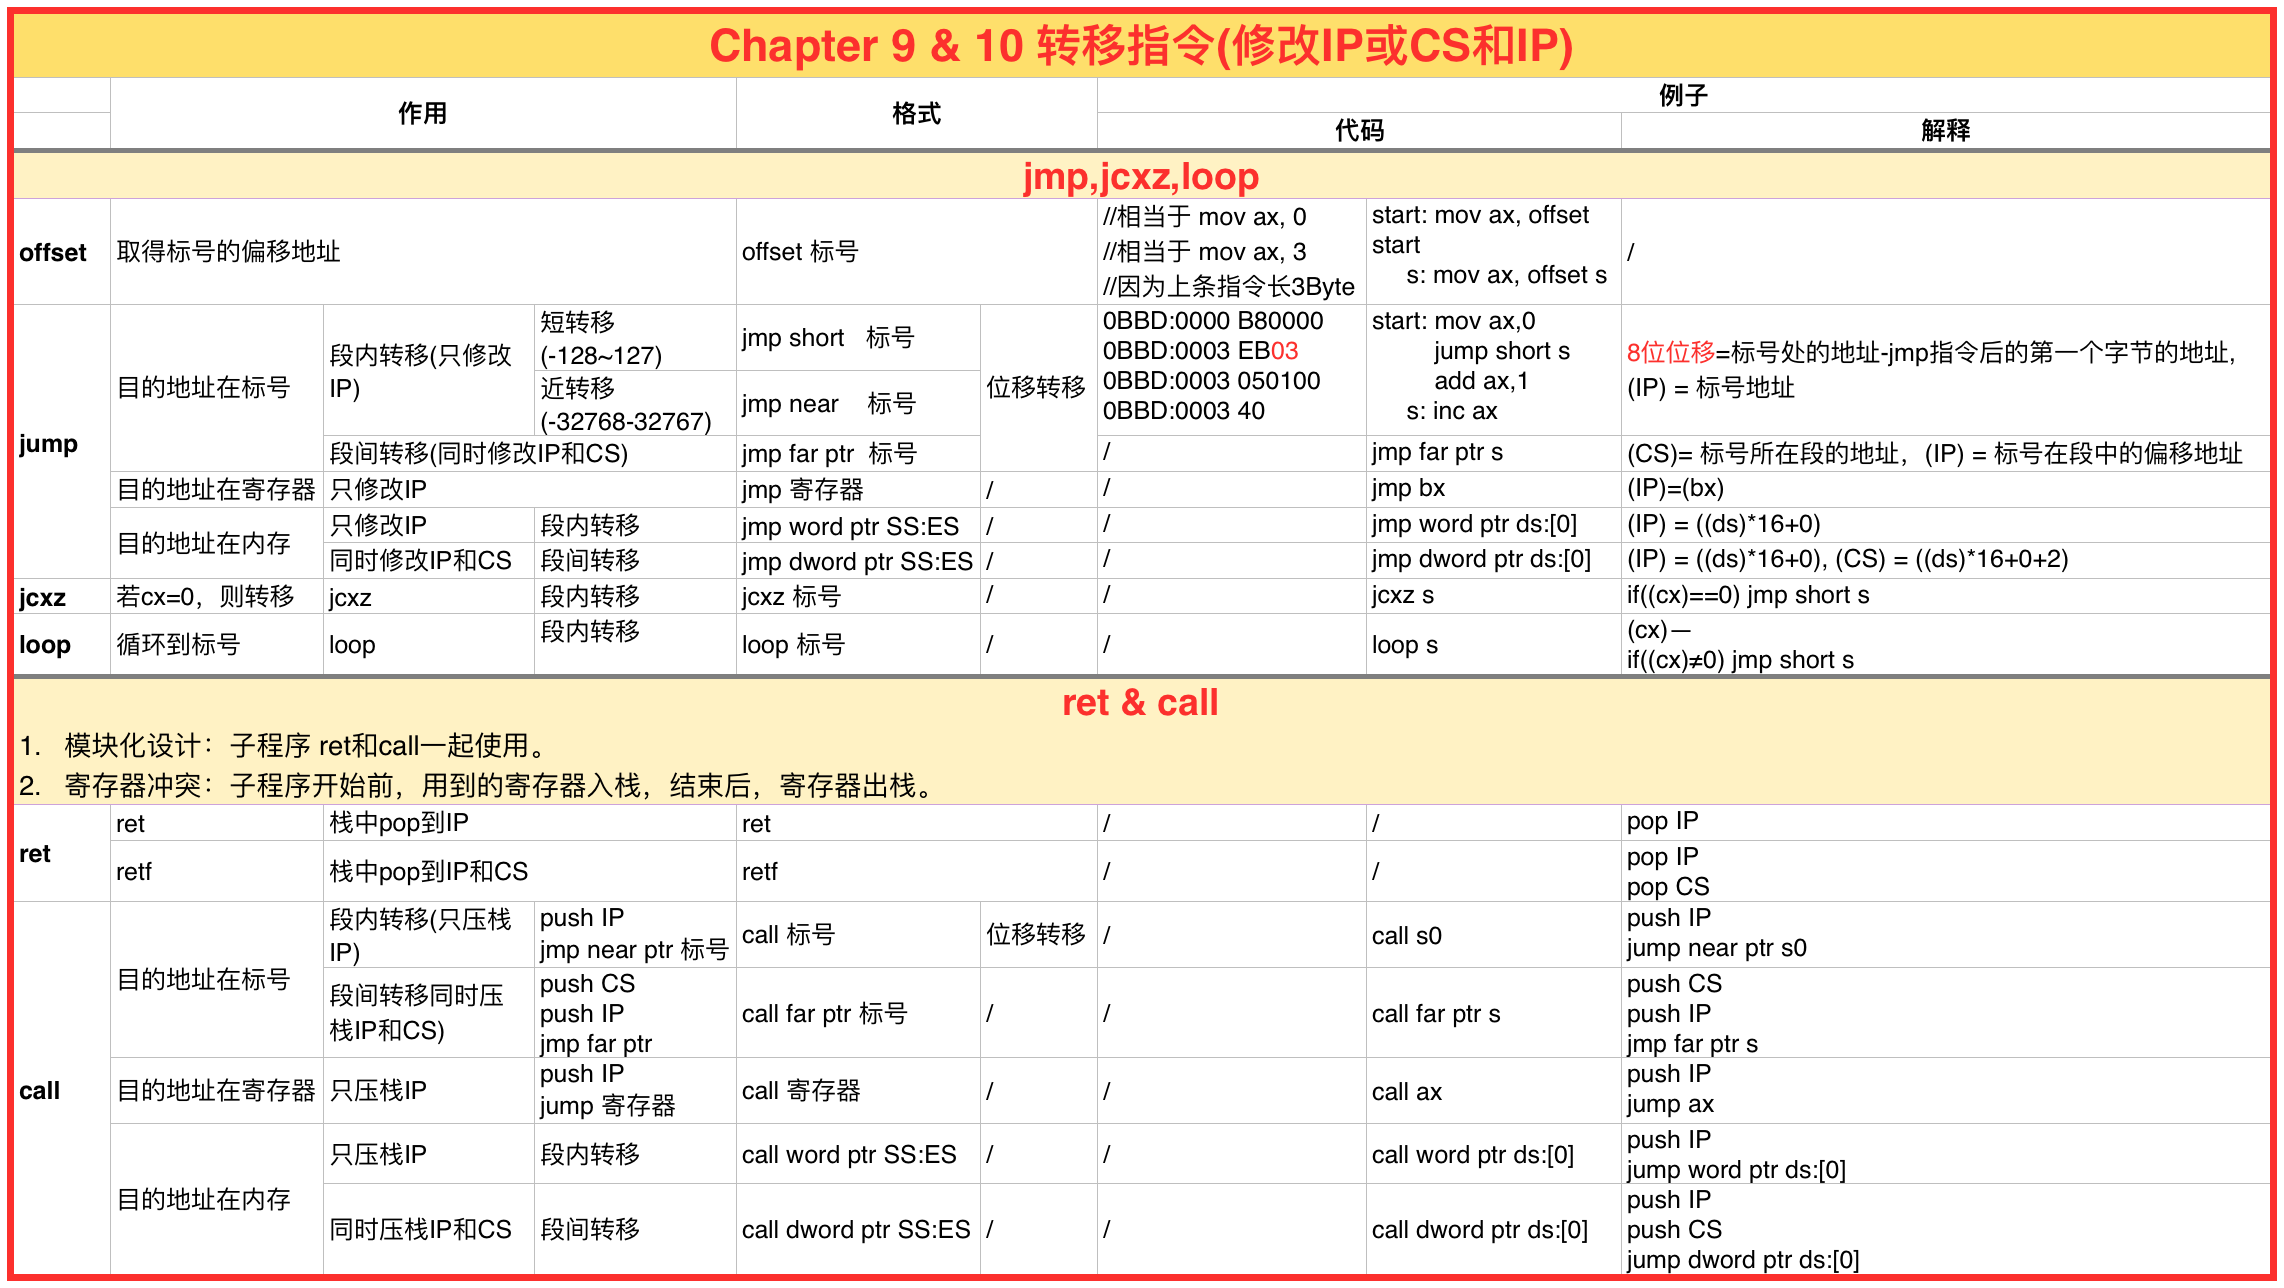 Chapter 9 & 10 转移指令(修改IP或CS和IP)
作用 格式 例子
代码 解释
jmp,jcxz,loop
offset 取得标号的偏移地址 offset 标号
//相当于 mov ax, 0
//相当于 mov ax, 3
//因为上条指令长3Byte
start: mov ax, offset
start
s: mov ax, offset s
/
jump
目的地址在标号
段内转移(只修改
IP)
短转移
(-128~127)
jmp short 标号
近转移
(-32768-32767)
jmp near 标号
位移转移
0BBD:0000 B80000
0BBD:0003 EB03
0BBD:0003 050100
0BBD:0003 40
start: mov ax,0
jump short s
add ax,1
s: inc ax
8位位移=标号处的地址-jmp指令后的第一个字节的地址,
(IP) = 标号地址
段间转移(同时修改IP和CS) jmp far ptr 标号 / jmp far ptr s (CS)= 标号所在段的地址，(IP) = 标号在段中的偏移地址
目的地址在寄存器 只修改IP jmp 寄存器 / / jmp bx (IP)=(bx)
目的地址在内存
只修改IP 段内转移 jmp word ptr SS:ES / / jmp word ptr ds:[0] (IP) = ((ds)*16+0)
同时修改IP和CS 段间转移 jmp dword ptr SS:ES / / jmp dword ptr ds:[0] (IP) = ((ds)*16+0), (CS) = ((ds)*16+0+2)
jcxz 若cx=0，则转移 jcxz 段内转移 jcxz 标号 / / jcxz s if((cx)==0) jmp short s
loop 循环到标号 loop 段内转移 loop 标号 / / loop s
(cx)—
if((cx)≠0) jmp short s
ret & call
1. 模块化设计：子程序 ret和call一起使用。
2. 寄存器冲突：子程序开始前，用到的寄存器入栈，结束后，寄存器出栈。
ret
ret 栈中pop到IP ret / / pop IP
retf 栈中pop到IP和CS retf / /
pop IP
pop CS
call
目的地址在标号
段内转移(只压栈
IP)
push IP
jmp near ptr 标号
call 标号 位移转移 / call s0
push IP
jump near ptr s0
段间转移同时压
栈IP和CS)
push CS
push IP
jmp far ptr
call far ptr 标号 / / call far ptr s
push CS
push IP
jmp far ptr s
目的地址在寄存器 只压栈IP
push IP
jump 寄存器
call 寄存器 / / call ax
push IP
jump ax
目的地址在内存
只压栈IP 段内转移 call word ptr SS:ES / / call word ptr ds:[0]
push IP
jump word ptr ds:[0]
同时压栈IP和CS 段间转移 call dword ptr SS:ES / / call dword ptr ds:[0]
push IP
push CS
jump dword ptr ds:[0]